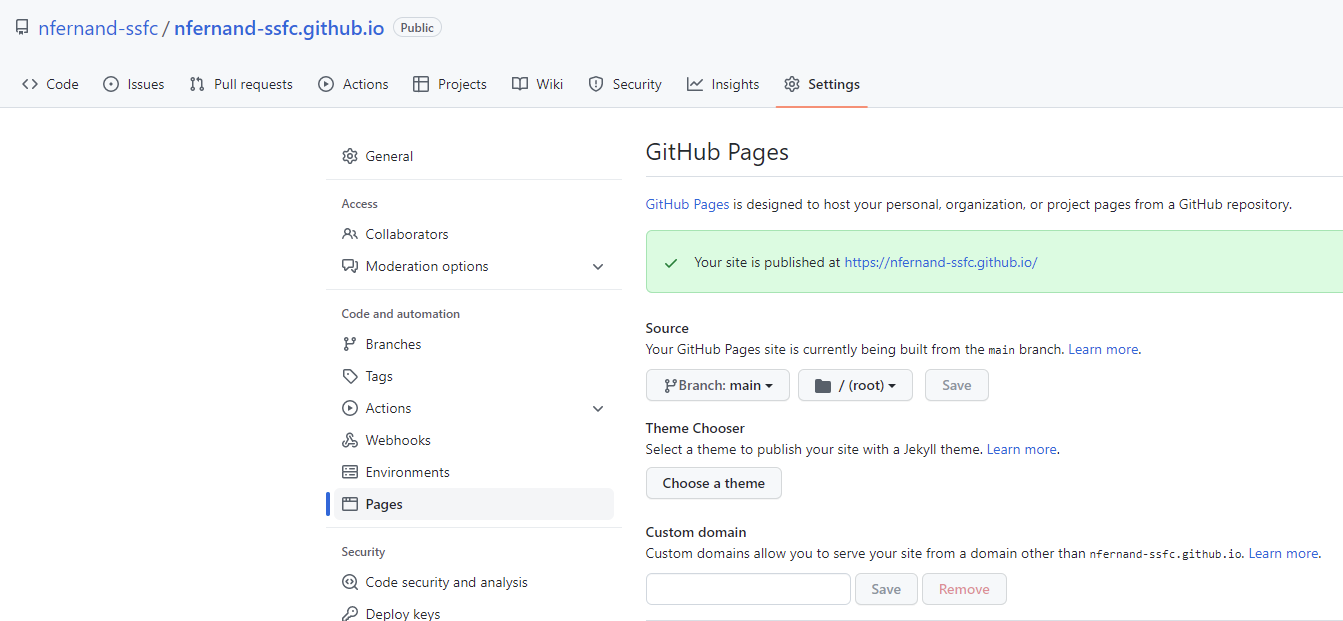 nfernand-ssfc / nfernand-ssfc.github.io Public
Code Issues Pull requests Actions Projects Wiki Security Insights Settings
General
Access
Collaborators
Moderation options
Code and automation
Branches
Tags
Actions
Webhooks
Environments
Pages
Security
Code security and analysis
Deploy keys
GitHub Pages
GitHub Pages is designed to host your personal, organization, or project pages from a GitHub repository.
Your site is published at https://nfernand-ssfc.github.io/
Source
Your GitHub Pages site is currently being built from the main branch. Learn more.
Branch: main / (root) Save
Theme Chooser
Select a theme to publish your site with a Jekyll theme. Learn more.
Choose a theme
Custom domain
Custom domains allow you to serve your site from a domain other than nfernand-ssfc.github.io. Learn more.
Save Remove